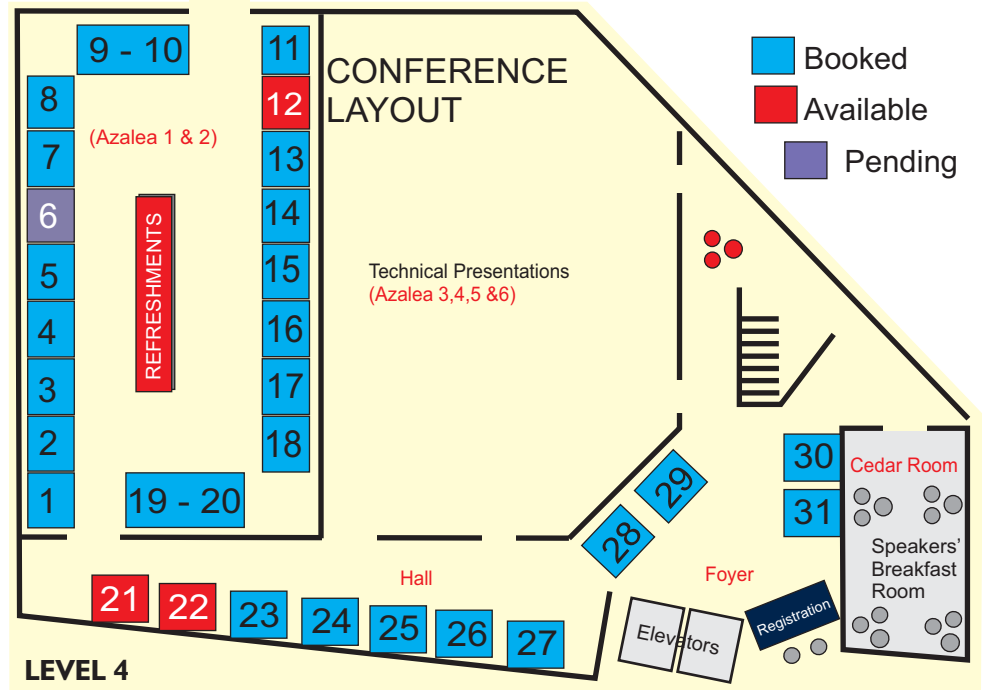 CONFERENCE
LAYOUT
Booked
Available
Pending
9 - 10
11
8
12
(Azalea 1 & 2)
7
13
6
14
REFRESHMENTS
Technical Presentations
(Azalea 3,4,5 &6)
5
15
4
16
3
17
2
18
1
19 - 20
29
28
30
31
Cedar Room
Speakers'
Breakfast
Room
Hall
Foyer
21
22
23
24
25
26
27
Elevators
Registration
LEVEL 4